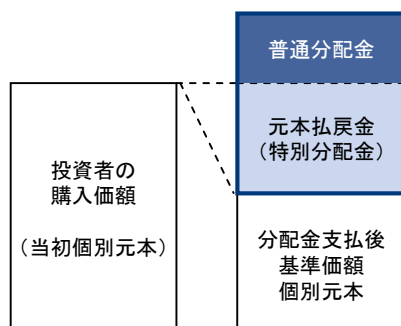 普通分配金
元本払戻金
（特別分配金）
投資者の
購入価額
（当初個別元本）
分配金支払後
基準価額
個別元本